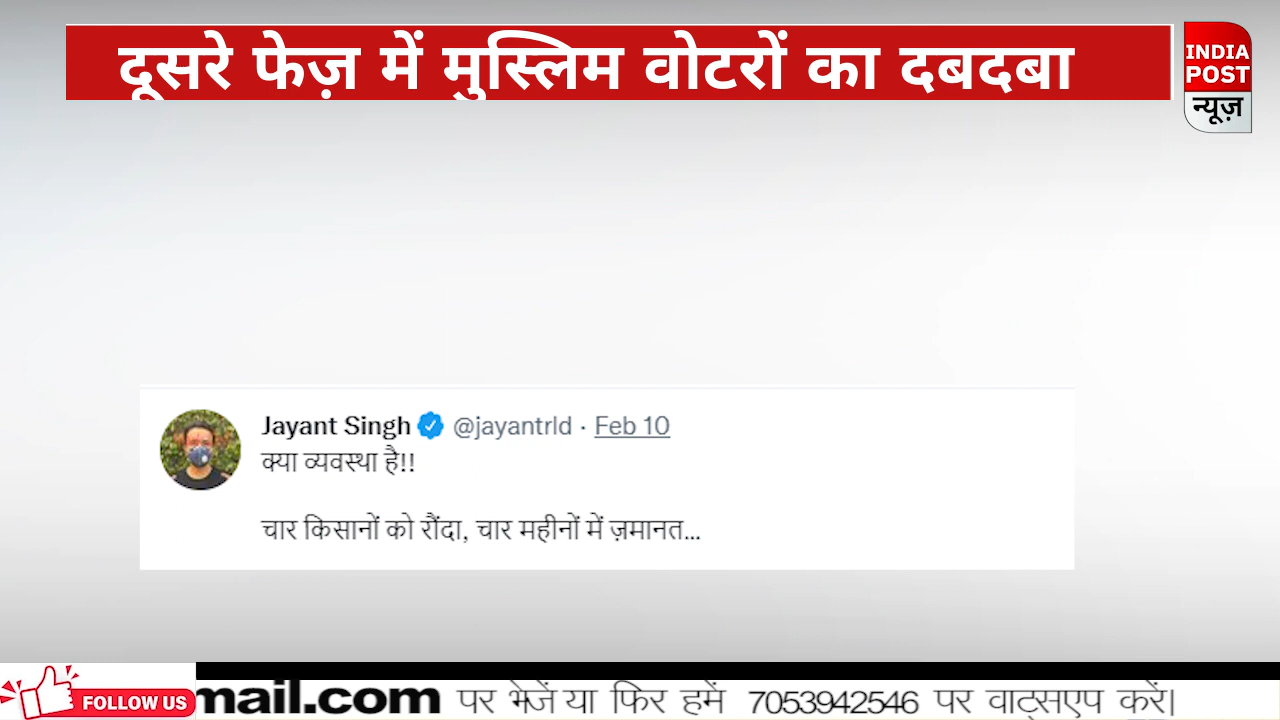 दूसरे फेज़ में मुस्लिम वोटरों का दबदबा
INDIA
POST
न्यूज़
Jayant Singh @jayantrld · Feb 10
क्या व्यवस्था है!!
चार किसानों को रौंदा, चार महीनों में ज़मानत...
FOLLOW US
mail.com पर भेजें या फिर हमें 7053942546 पर वाट्सएप करें।